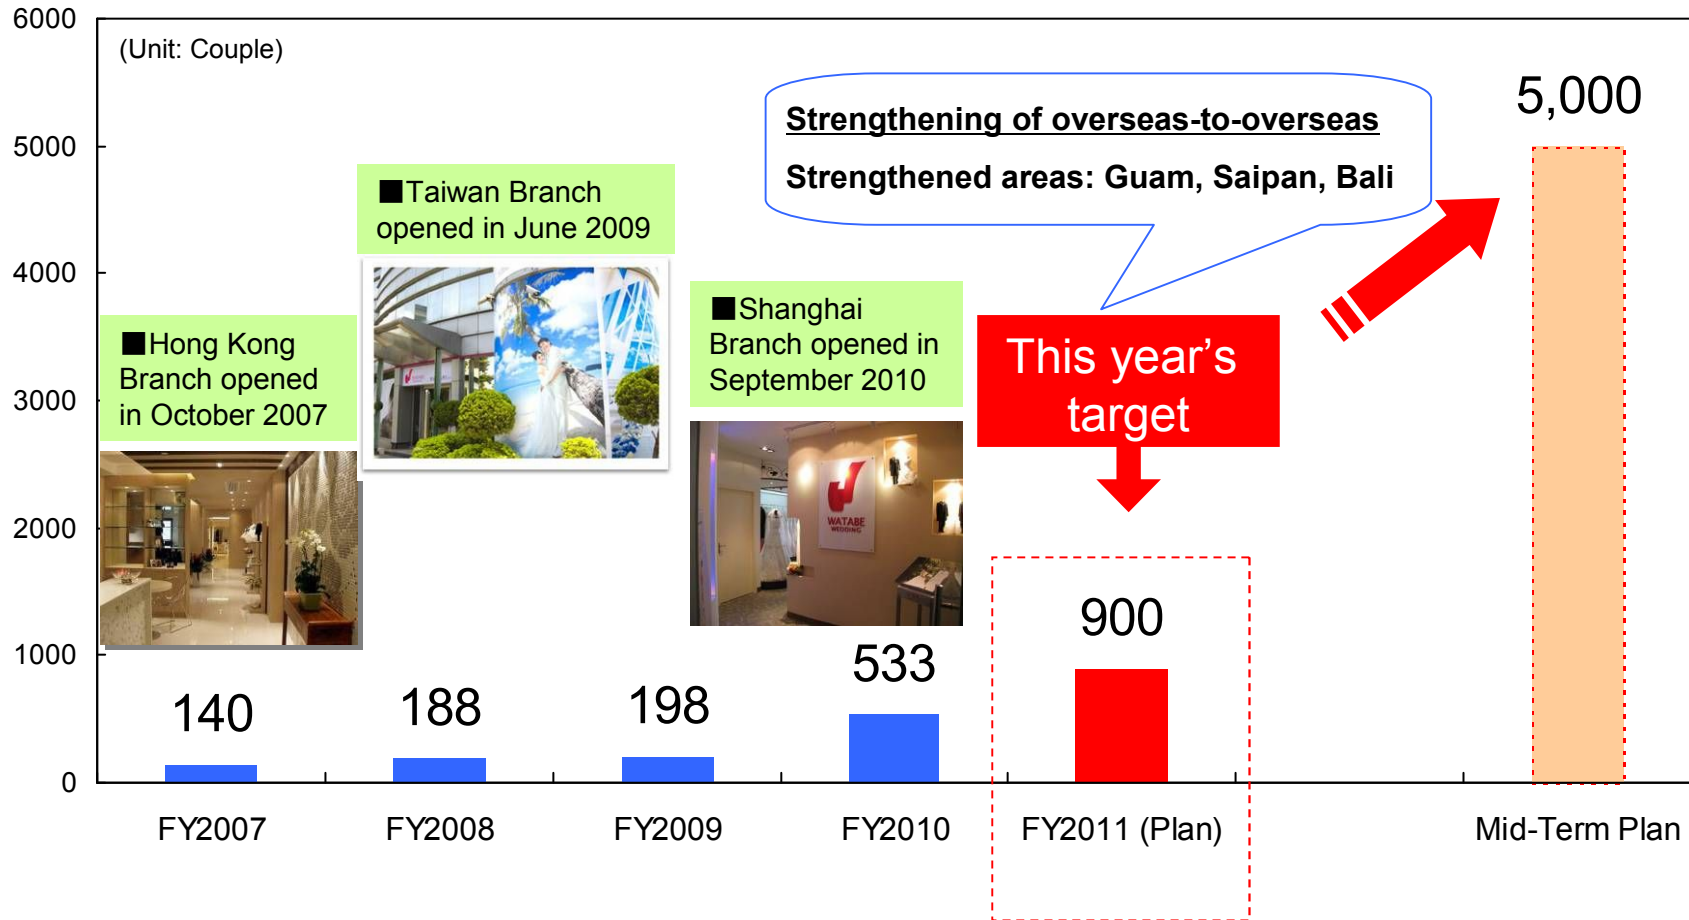 6000
(Unit: Couple)
5,000
Strengthening of overseas-to-overseas
Strengthened areas: Guam, Saipan, Bali
5000
■Taiwan Branch
opened in June 2009
4000
■Shanghai
Branch opened in
September 2010
■Hong Kong
Branch opened
in October 2007
This year’s
target
3000
WATABE
WEDDING
2000
1000
140
188
198
533
900
0
FY2007
FY2008
FY2009
FY2010
FY2011 (Plan)
Mid-Term Plan